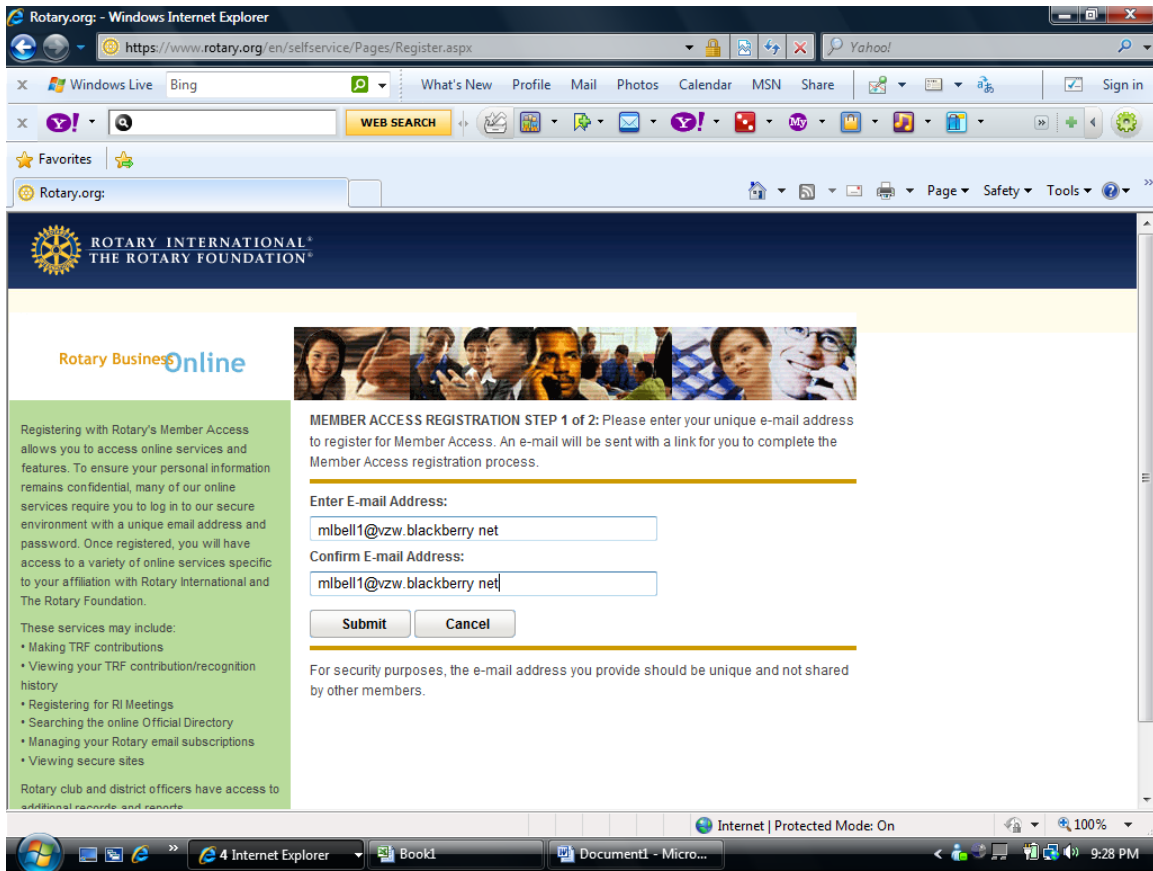 Rotary.org: - Windows Internet Explorer
https://www.rotary.org/en/selfservice/Pages/Register.aspx
Yahoo!
x Windows Live Bing What's New Profile Mail Photos Calendar MSN Share Sign in
x Y! WEB SEARCH Y! My »
Favorites
Rotary.org: Page Safety Tools »
ROTARY INTERNATIONAL®
THE ROTARY FOUNDATION®
Rotary Business Online
Registering with Rotary's Member Access
allows you to access online services and
features. To ensure your personal information
remains confidential, many of our online
services require you to log in to our secure
environment with a unique email address and
password. Once registered, you will have
access to a variety of online services specific
to your affiliation with Rotary International and
The Rotary Foundation.
These services may include:
• Making TRF contributions
• Viewing your TRF contribution/recognition
history
• Registering for RI Meetings
• Searching the online Official Directory
• Managing your Rotary email subscriptions
• Viewing secure sites
Rotary club and district officers have access to
additional records and reports
MEMBER ACCESS REGISTRATION STEP 1 of 2: Please enter your unique e-mail address
to register for Member Access. An e-mail will be sent with a link for you to complete the
Member Access registration process.
Enter E-mail Address:
mlbell1@vzw.blackberry net
Confirm E-mail Address:
mlbell1@vzw.blackberry net
Submit Cancel
For security purposes, the e-mail address you provide should be unique and not shared
by other members.
Internet | Protected Mode: On 100%
» 4 Internet Explorer Book1 Document1 - Micro... < 9:28 PM